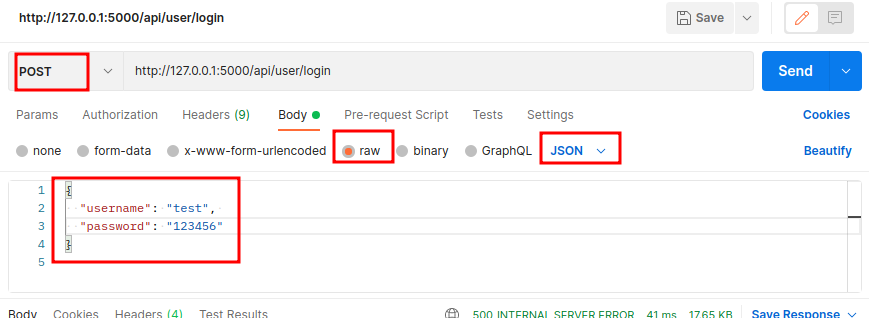 http://127.0.0.1:5000/api/user/login
Save
POST
http://127.0.0.1:5000/api/user/login
Send
Params Authorization Headers (9) Body Pre-request Script Tests Settings Cookies
none form-data x-www-form-urlencoded raw binary GraphQL JSON Beautify
1 {
2 "username": "test",
3 "password": "123456"
4 }
5
Body Cookies Headers (4) Test Results 500 INTERNAL SERVER ERROR 41 ms 17.65 KB Save Response